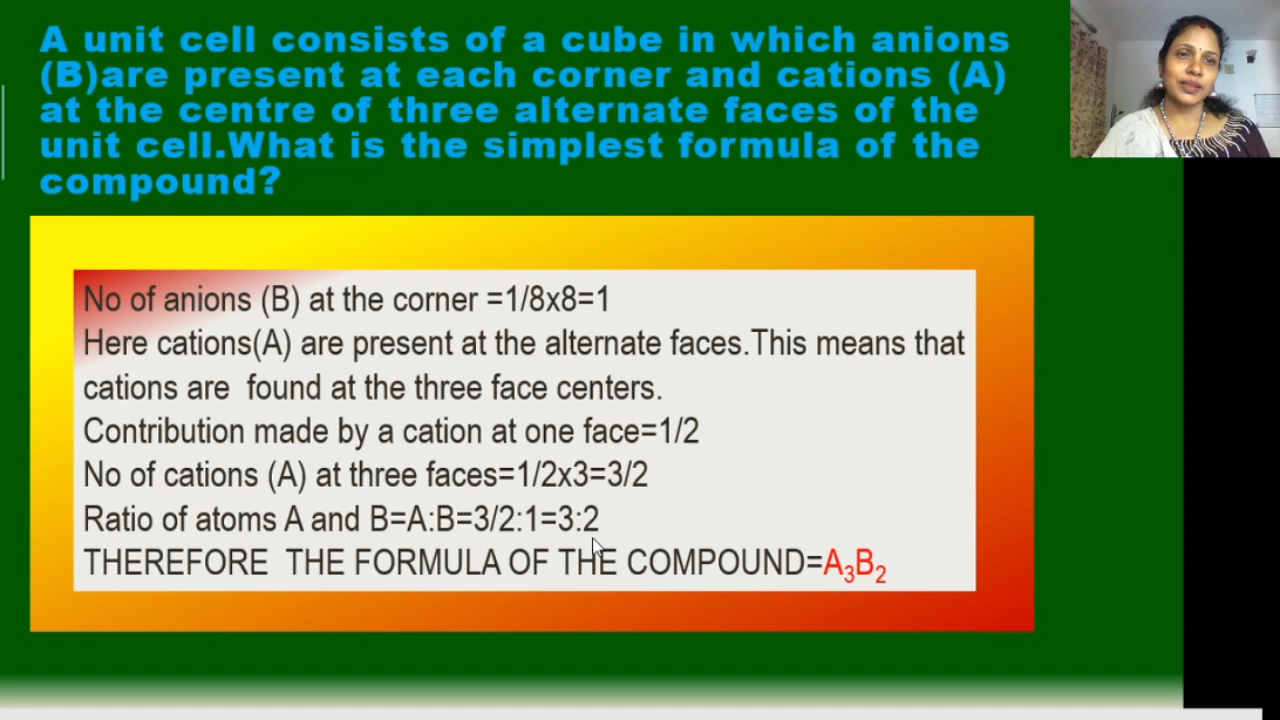 A unit cell consists of a cube in which anions
(B)are present at each corner and cations (A)
at the centre of three alternate faces of the
unit cell.What is the simplest formula of the
compound?
No of anions (B) at the corner =1/8x8=1
Here cations(A) are present at the alternate faces.This means that
cations are  found at the three face centers.
Contribution made by a cation at one face=1/2
No of cations (A) at three faces=1/2x3=3/2
Ratio of atoms A and B=A:B=3/2:1=3:2
THEREFORE  THE FORMULA OF THE COMPOUND=A₃B₂